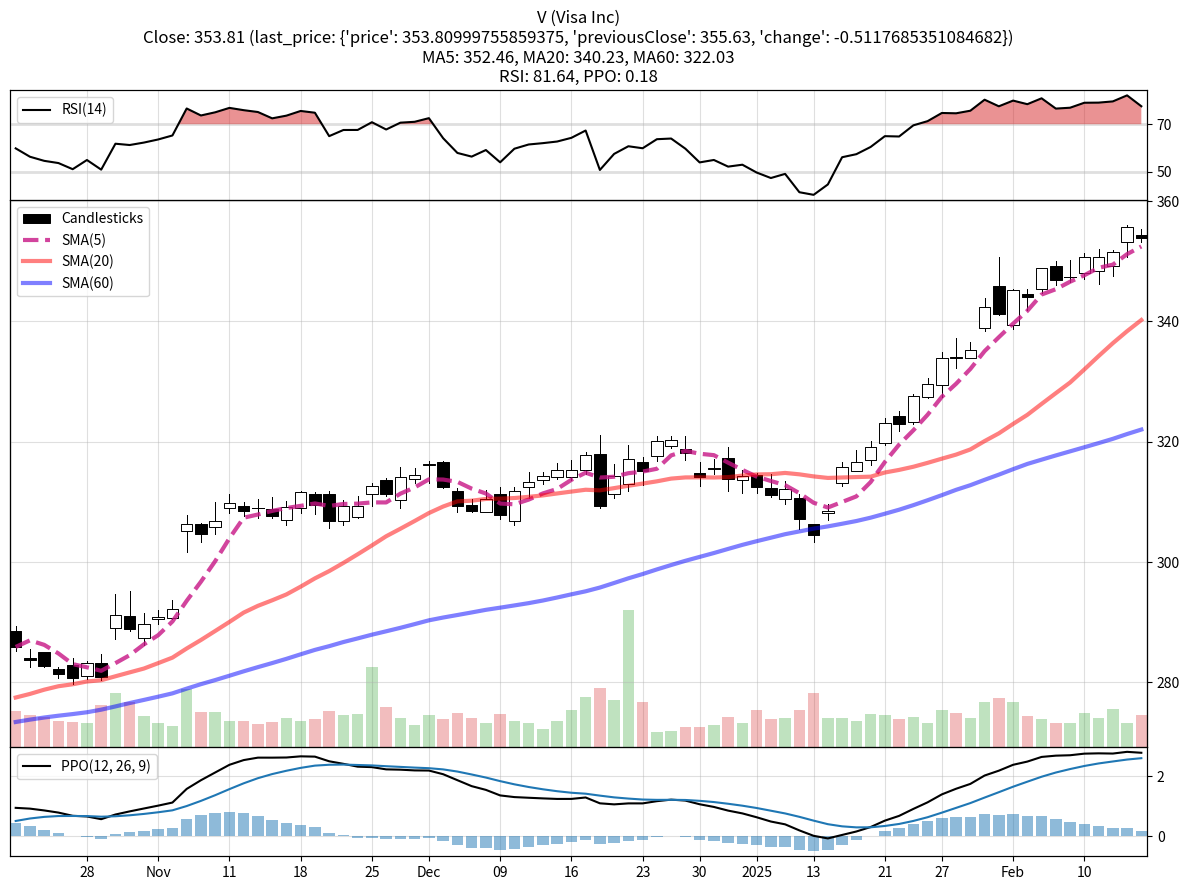 V (Visa Inc)
Close: 353.81 (last_price: {'price': 353.80999755859375, 'previousClose': 355.63, 'change': -0.5117685351084682})
MA5: 352.46, MA20: 340.23, MA60: 322.03
RSI: 81.64, PPO: 0.18
RSI(14)
70
50
360
Candlesticks
SMA(5)
SMA(20)
SMA(60)
340
320
300
280
PPO(12, 26, 9)
2
0
28 Nov 11 18 25 Dec 09 16 23 30 2025 13 21 27 Feb 10